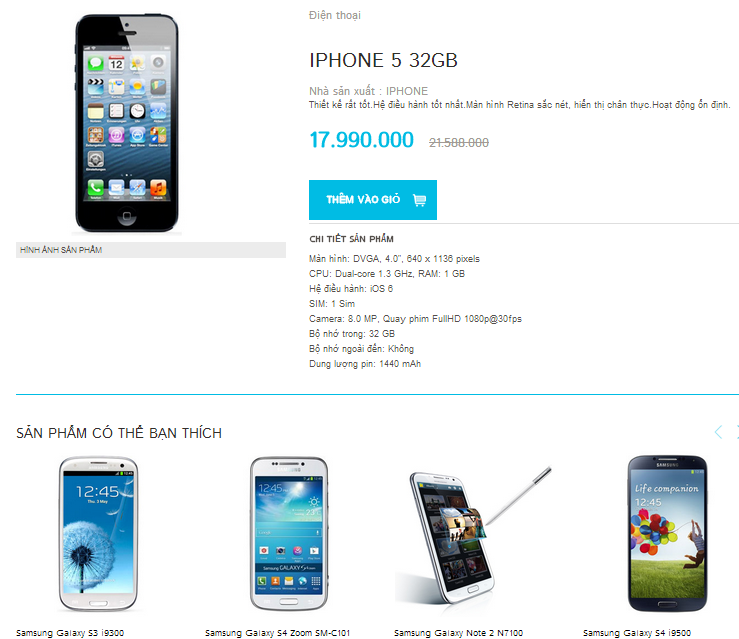 Điện thoại
IPHONE 5 32GB
Nhà sản xuất : IPHONE
Thiết kế rất tốt.Hệ điều hành tốt nhất.Màn hình Retina sắc nét, hiển thị chân thực.Hoạt động ổn định.
17.990.000 21.588.000
THÊM VÀO GIỎ
HÌNH ẢNH SẢN PHẨM
CHI TIẾT SẢN PHẨM
Màn hình: DVGA, 4.0", 640 x 1136 pixels
CPU: Dual-core 1.3 GHz, RAM: 1 GB
Hệ điều hành: iOS 6
SIM: 1 Sim
Camera: 8.0 MP, Quay phim FullHD 1080p@30fps
Bộ nhớ trong: 32 GB
Bộ nhớ ngoài đến: Không
Dung lượng pin: 1440 mAh
SẢN PHẨM CÓ THỂ BẠN THÍCH
12:45
Thu, 3 May
12:45
SAMSUNG
Life companion
12:45
Samsung Galaxy S3 i9300
Samsung Galaxy S4 Zoom SM-C101
Samsung Galaxy Note 2 N7100
Samsung Galaxy S4 i9500